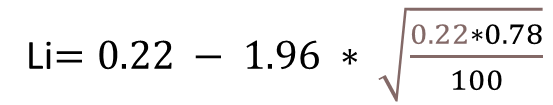 Li= 0.22 − 1.96 * √(0.22*0.78 / 100)